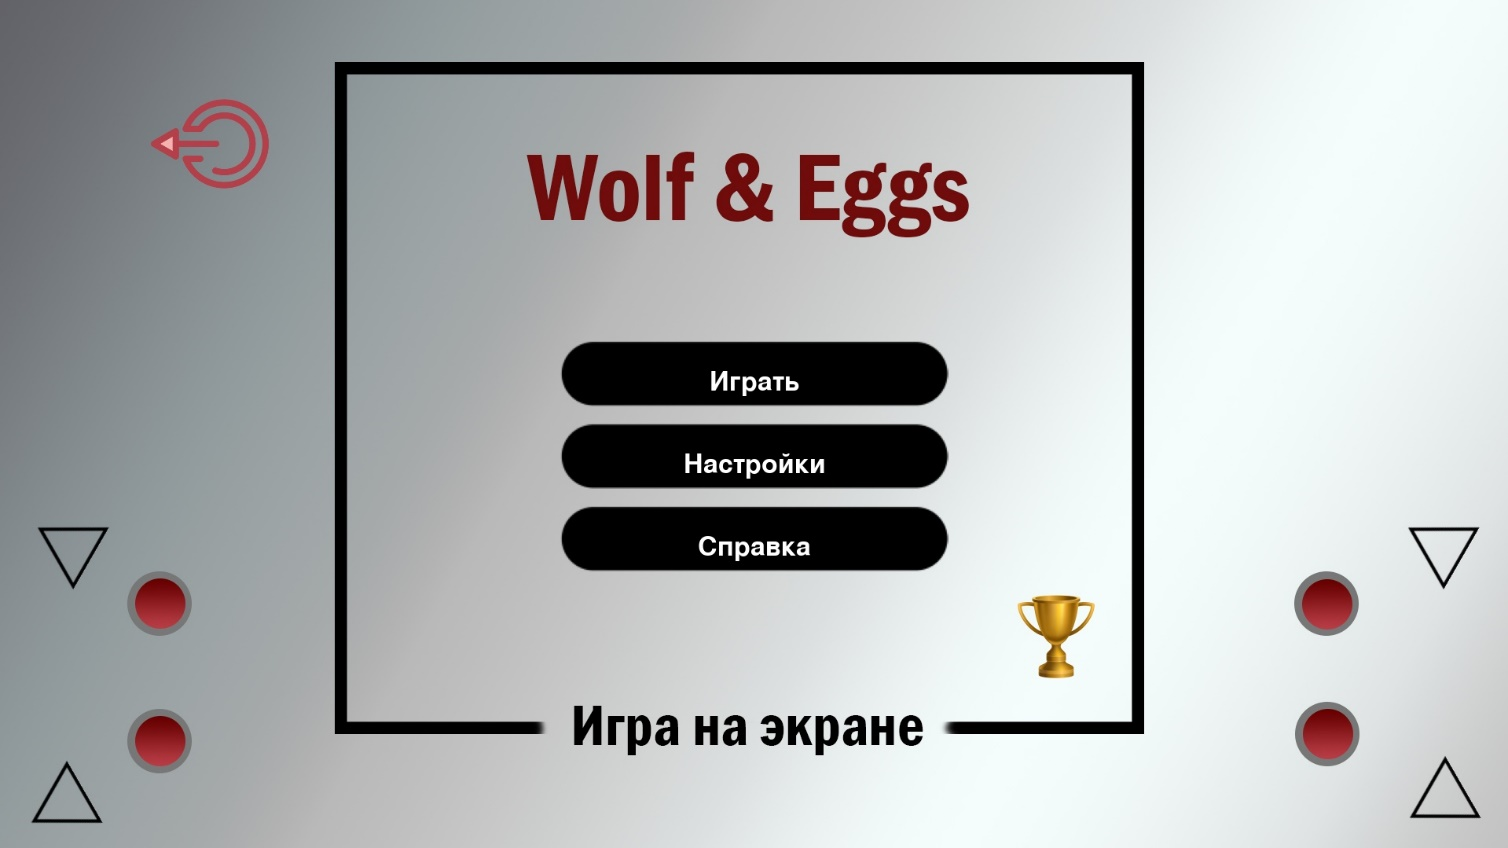 Wolf & Eggs
Играть
Настройки
Справка
Игра на экране